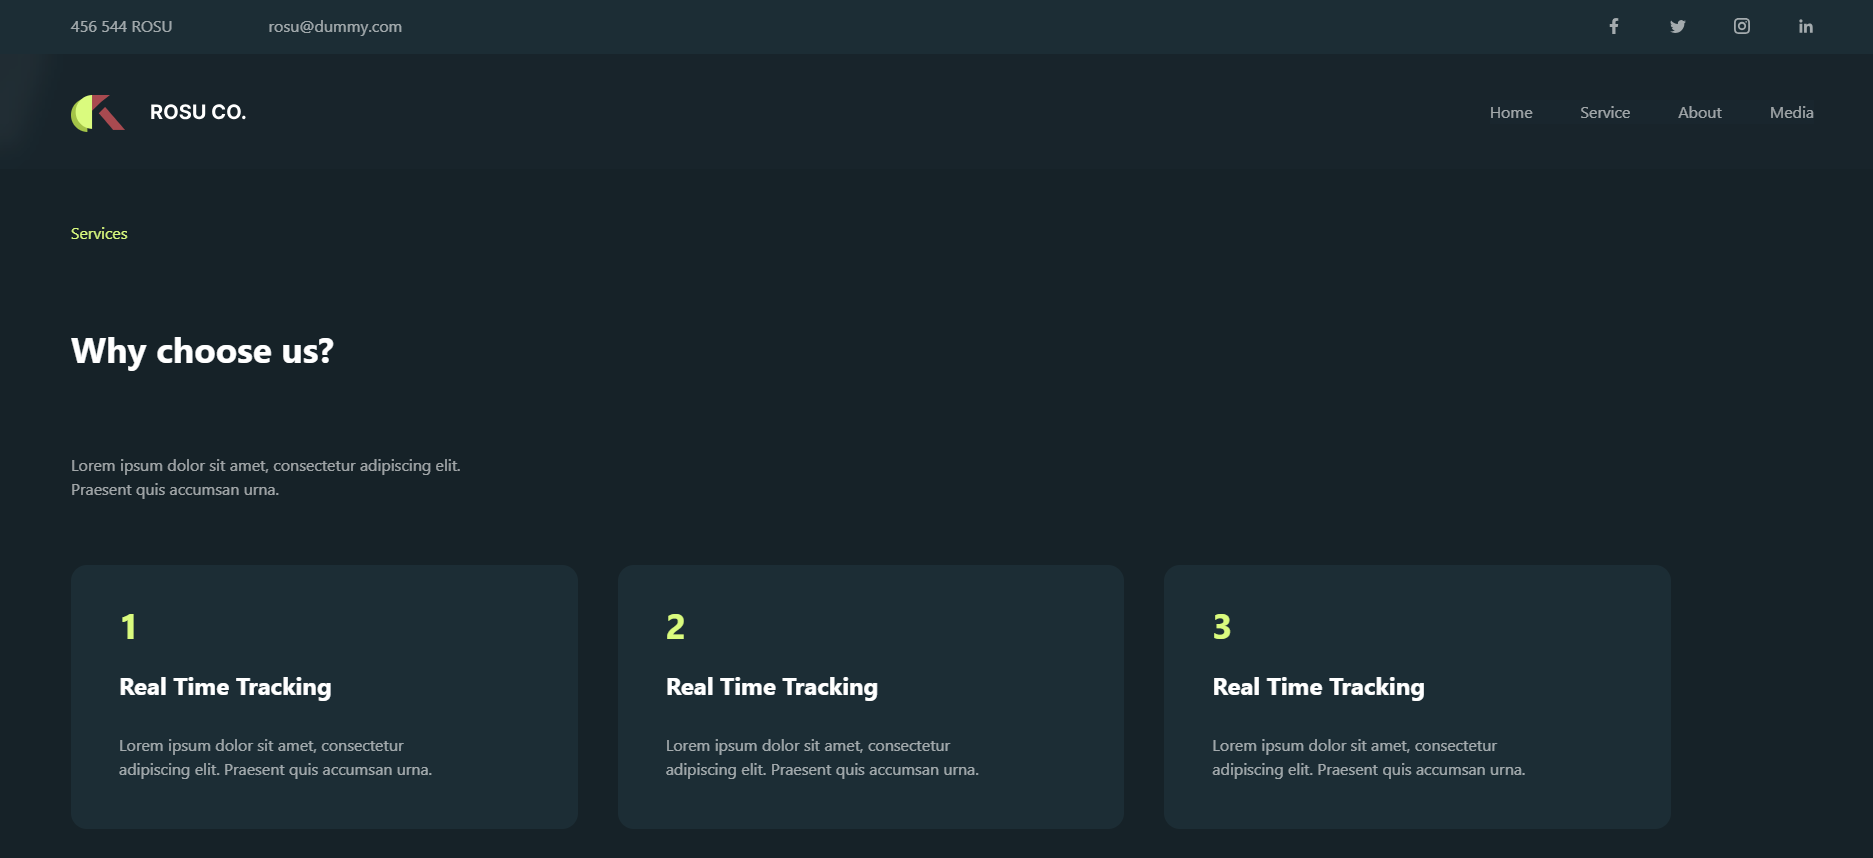 456 544 ROSU
rosu@dummy.com
ROSU CO.
Home
Service
About
Media
Services
Why choose us?
Lorem ipsum dolor sit amet, consectetur adipiscing elit.
Praesent quis accumsan urna.
1
Real Time Tracking
Lorem ipsum dolor sit amet, consectetur
adipiscing elit. Praesent quis accumsan urna.
2
Real Time Tracking
Lorem ipsum dolor sit amet, consectetur
adipiscing elit. Praesent quis accumsan urna.
3
Real Time Tracking
Lorem ipsum dolor sit amet, consectetur
adipiscing elit. Praesent quis accumsan urna.